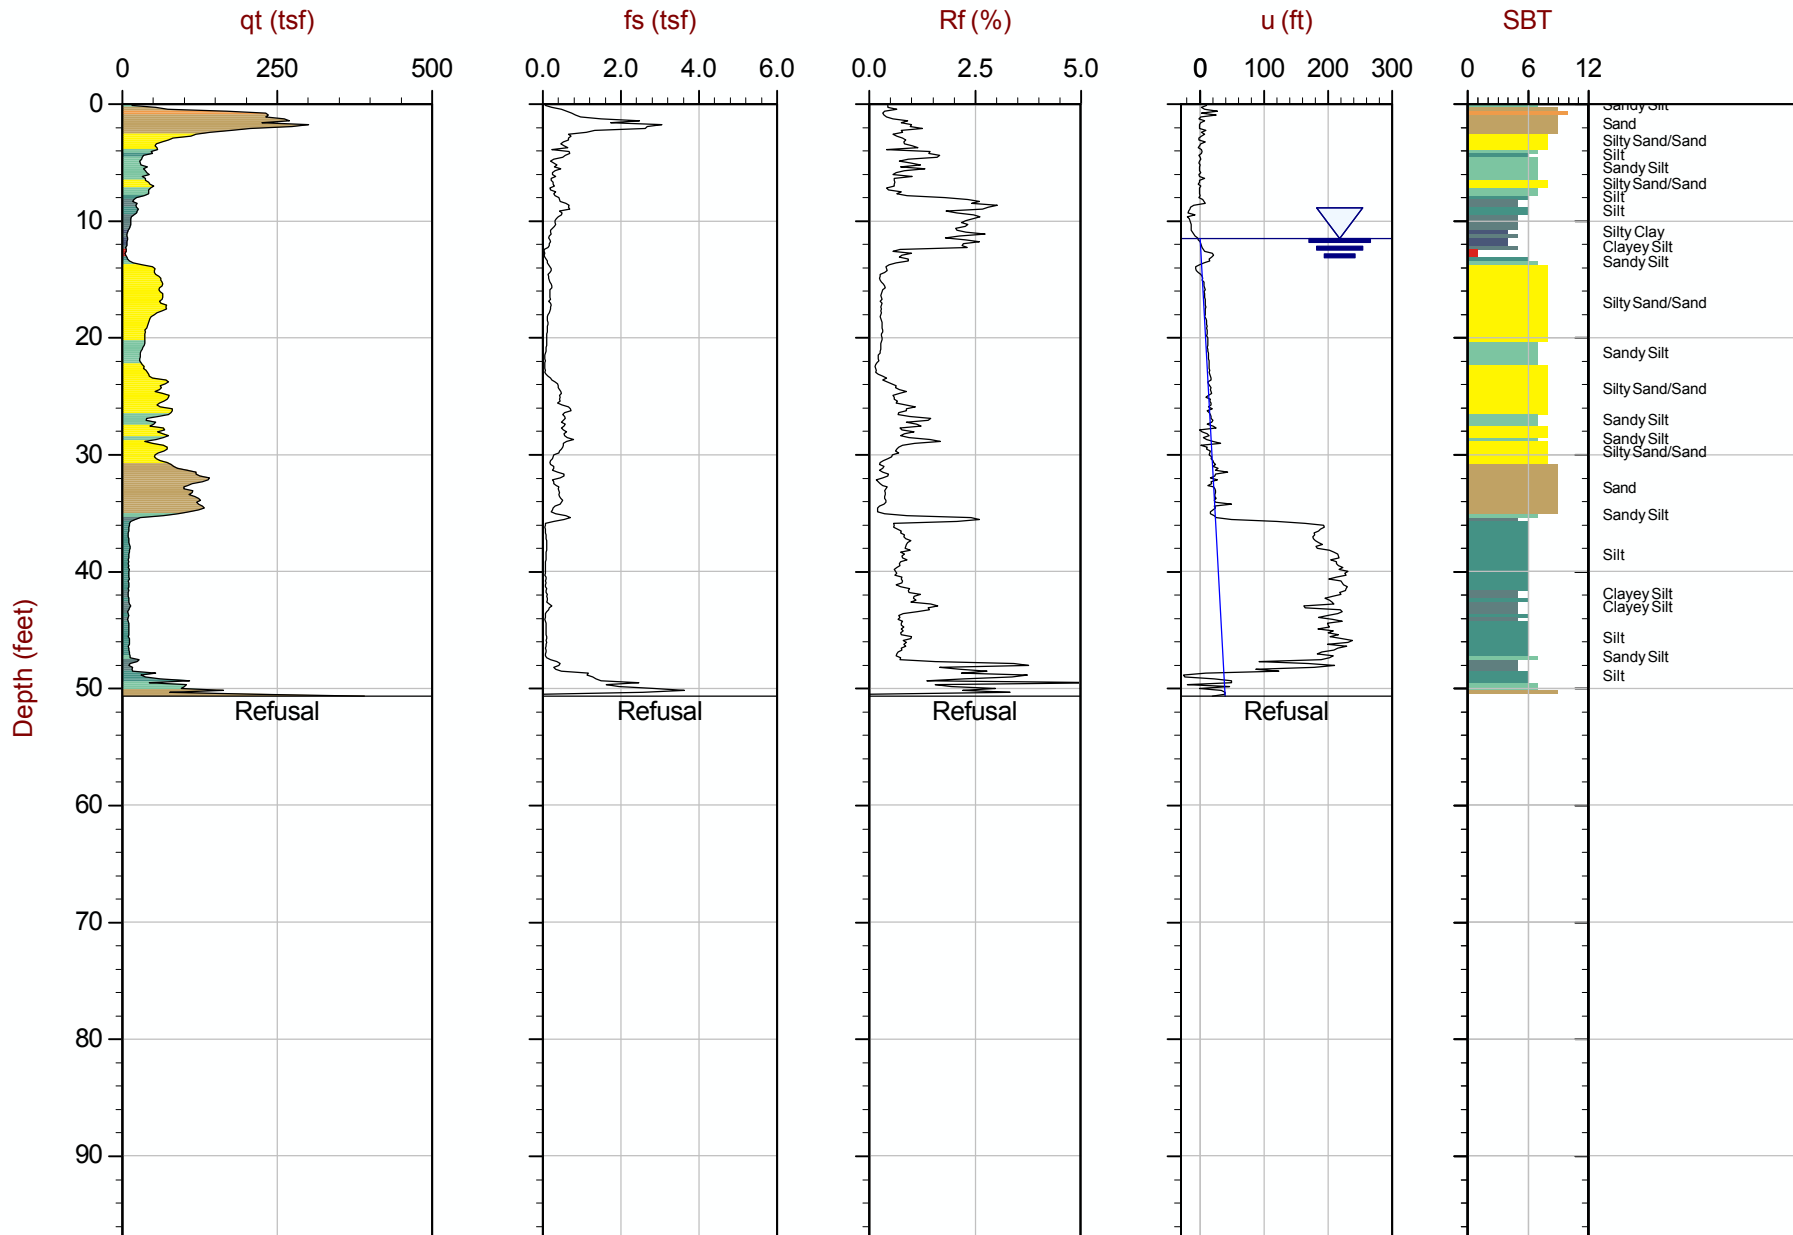 qt (tsf) fs (tsf) Rf (%) u (ft) SBT
0 250 500 0.0 2.0 4.0 6.0 0.0 2.5 5.0 0 100 200 300 0 6 12
0
Sandy Silt
Sand
Silty Sand/Sand
Silt
Sandy Silt
Silty Sand/Sand
Silt
Silt
10
Silty Clay
Clayey Silt
Sandy Silt
Silty Sand/Sand
20
Sandy Silt
Silty Sand/Sand
Sandy Silt
Sandy Silt
30
Silty Sand/Sand
Sand
Sandy Silt
Silt
40
Clayey Silt
Clayey Silt
Silt
Sandy Silt
Silt
50
Refusal Refusal Refusal Refusal
Depth (feet)
60
70
80
90